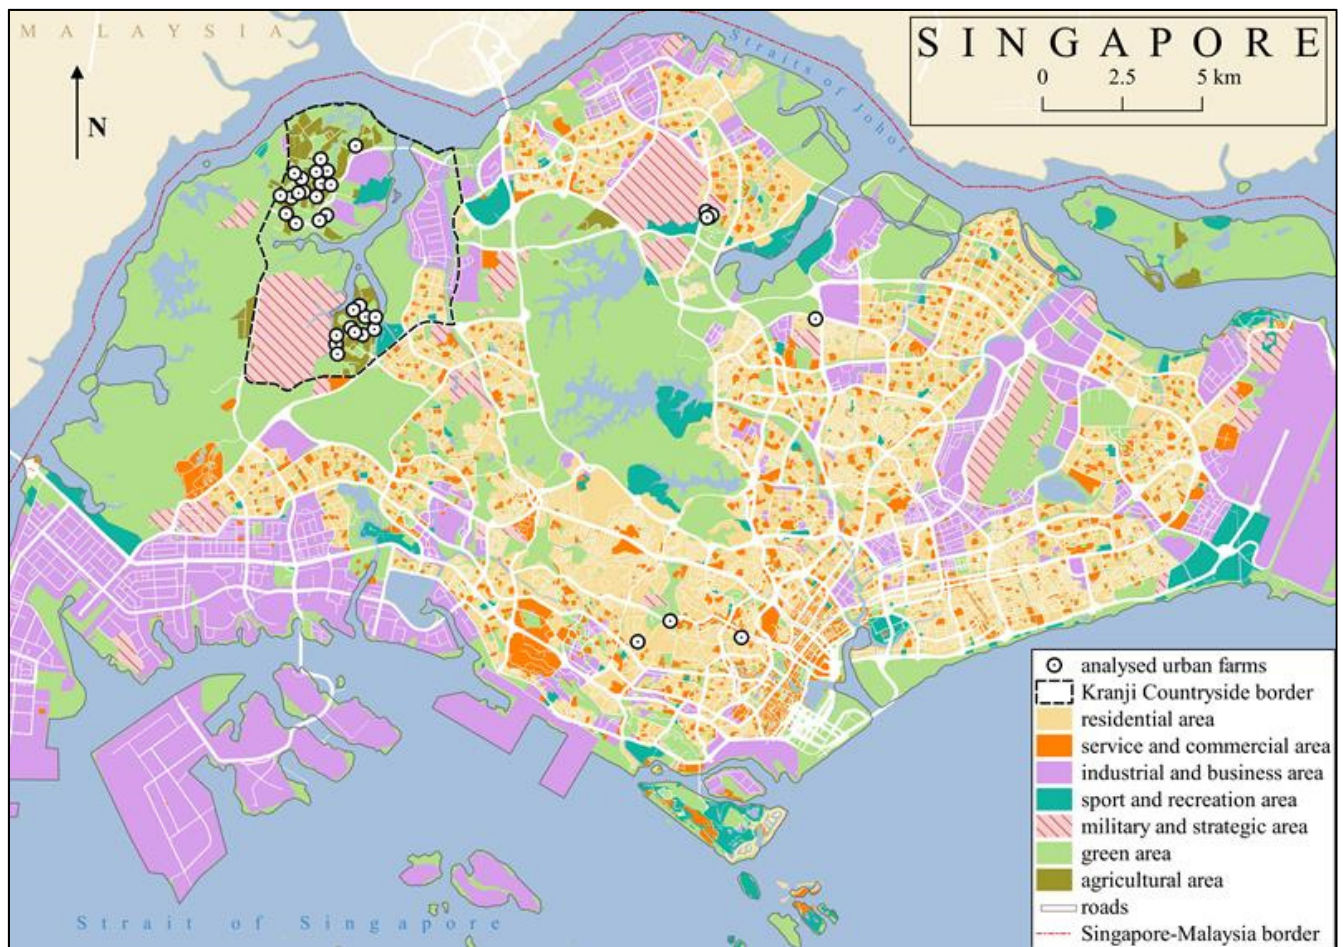 MALAYSIA
SINGAPORE
0 2.5 5 km
N
Straits of Johor
analysed urban farms
Kranji Countryside border
residential area
service and commercial area
industrial and business area
sport and recreation area
military and strategic area
green area
agricultural area
roads
Singapore-Malaysia border
Strait of Singapore